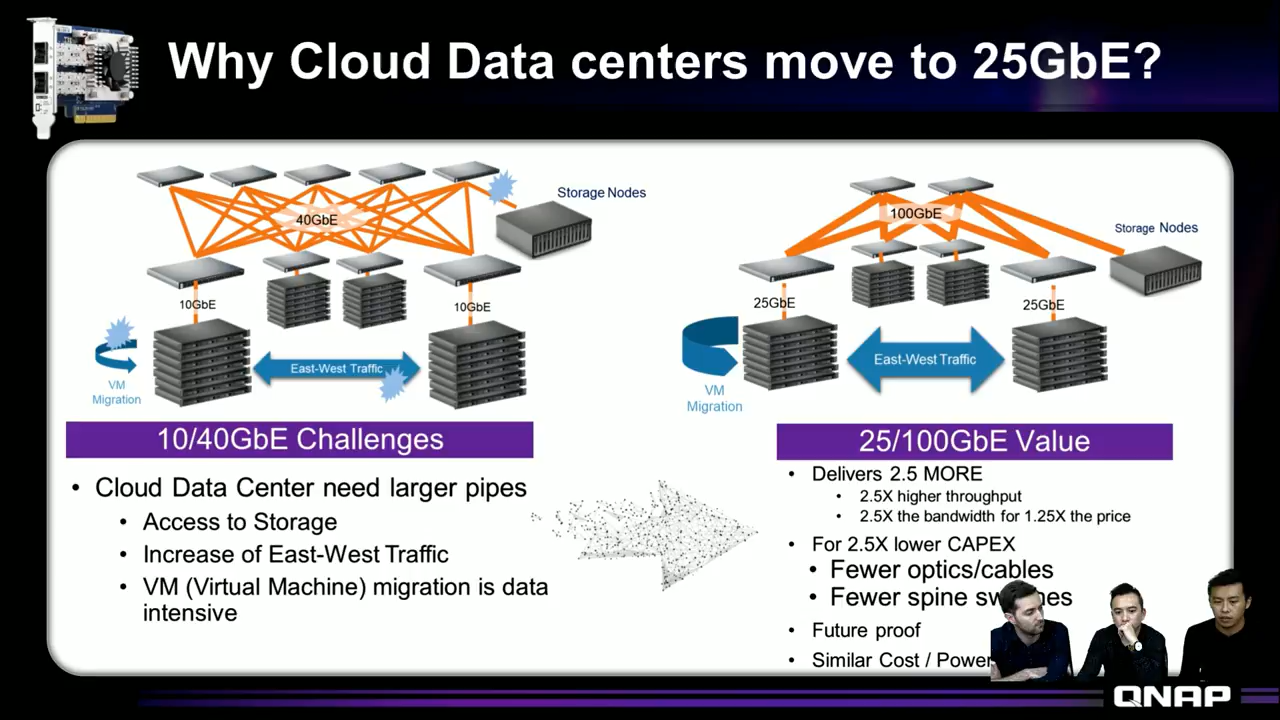 Why Cloud Data centers move to 25GbE?
Storage Nodes
40GbE
10GbE
10GbE
VM
Migration
East-West Traffic
10/40GbE Challenges
• Cloud Data Center need larger pipes
• Access to Storage
• Increase of East-West Traffic
• VM (Virtual Machine) migration is data
intensive
100GbE
Storage Nodes
25GbE
25GbE
VM
Migration
East-West Traffic
25/100GbE Value
• Delivers 2.5 MORE
• 2.5X higher throughput
• 2.5X the bandwidth for 1.25X the price
• For 2.5X lower CAPEX
• Fewer optics/cables
• Fewer spine
• Future proof
• Similar Cost / Power
QNAP